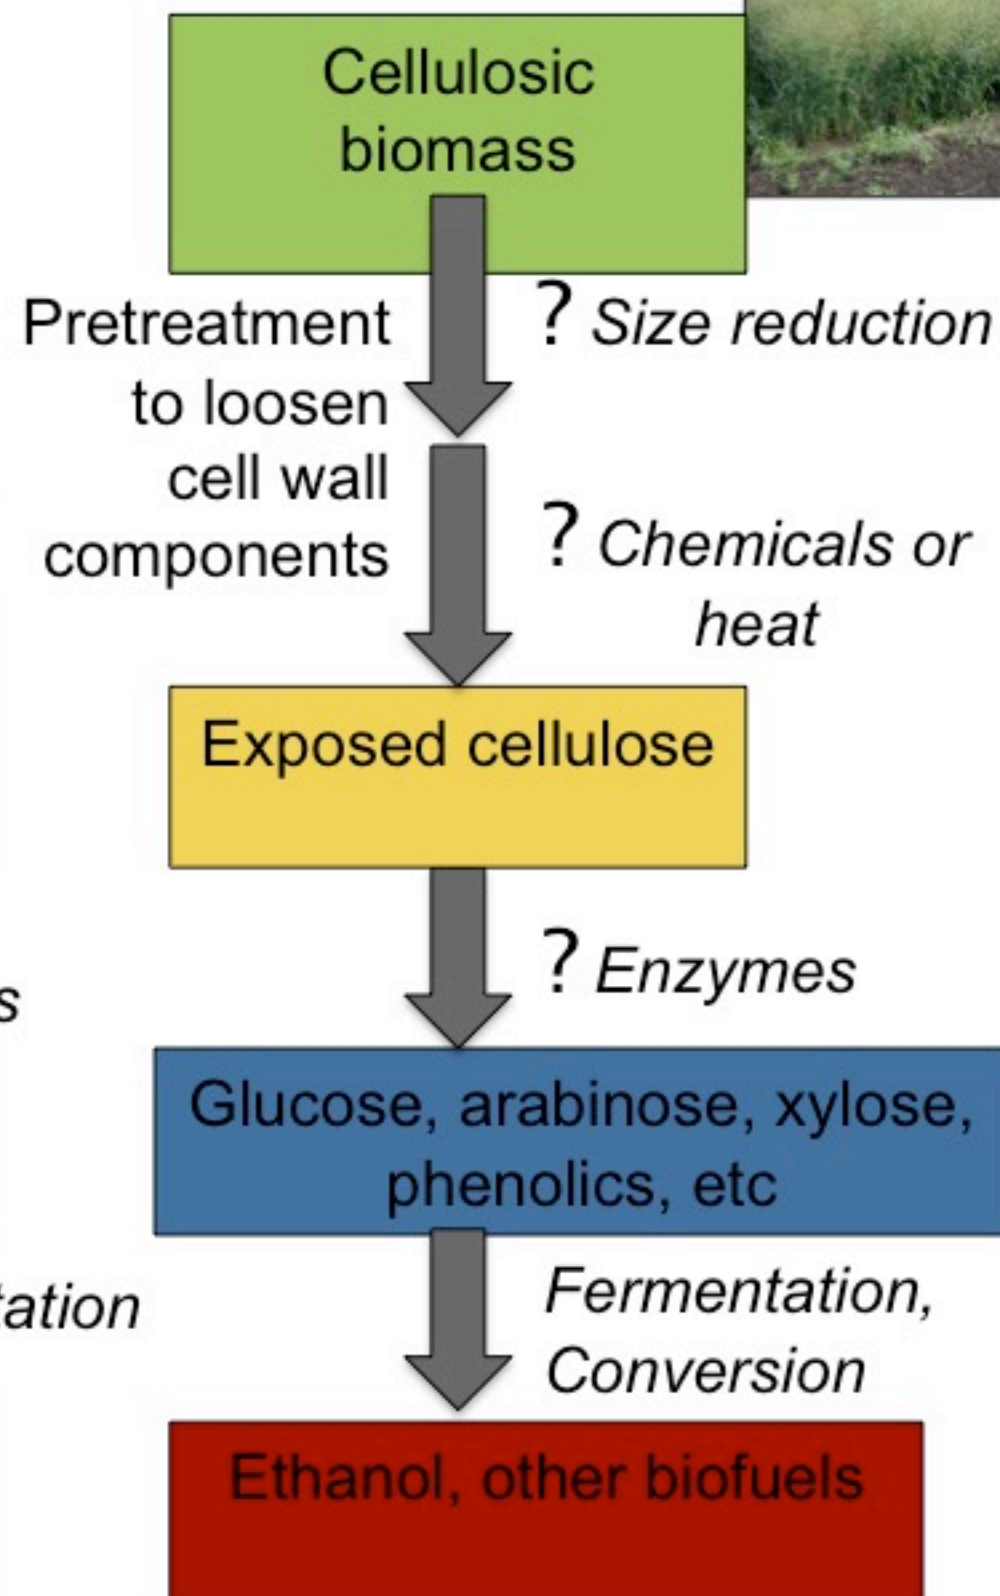 Cellulosic
biomass
Pretreatment
to loosen
cell wall
components
? Size reduction
? Chemicals or
heat
Exposed cellulose
? Enzymes
s
Glucose, arabinose, xylose,
phenolics, etc
tation
Fermentation,
Conversion
Ethanol, other biofuels